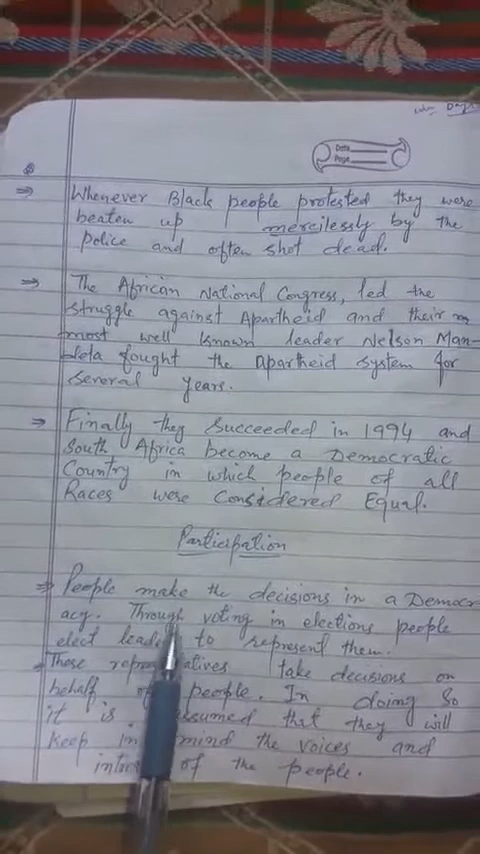 Date
Page
⇒ Whenever Black people protested they were
beaten up mercilessly by the
police and often shot dead.
⇒ The African National Congress, led the
struggle against Apartheid and their
most well known leader Nelson Man-
dela fought the apartheid system for
several years.
⇒ Finally they Succeeded in 1994 and
South Africa become a Democratic
Country in which people of all
Races were Considered Equal.
Participation
⇒ People make the decisions in a Democr
acy. Through voting in elections people
elect to represent them.
⇒ These take decisions on
behalf people. In doing So
it is assumed that they will
keep in mind the voices and
of the people.